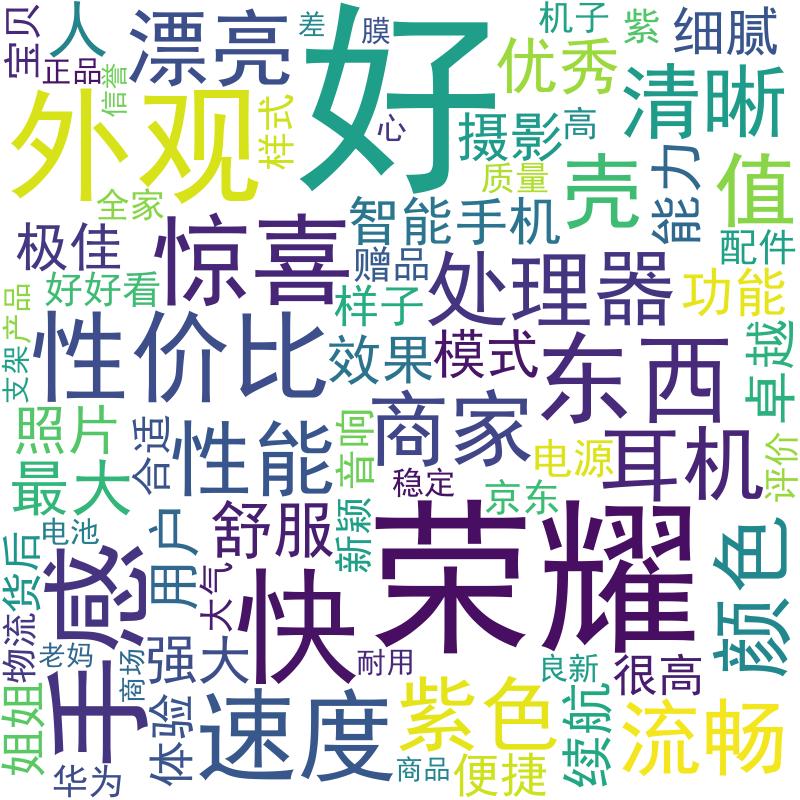 宝贝
人
漂亮
差
好
膜
机子
紫
细腻
正品
信誉
优秀
外观
样式
心
摄影
高
清晰
质量
壳
能力
值
全家
智能手机
极佳
惊喜
赠品
处理器
配件
好好看
样子
功能
产品
支架
性价比
效果
模式
东西
卓越
照片
合适
性能
音响
商家
电源
耳机
评价
最大
稳定
京东
新颖
舒服
电池
用户
货后
手感
大气
快
荣耀
颜色
物流
老妈
商场
强大
耐用
良新
很高
姐姐
体验
速度
紫色
续航
流畅
华为
商品
便捷